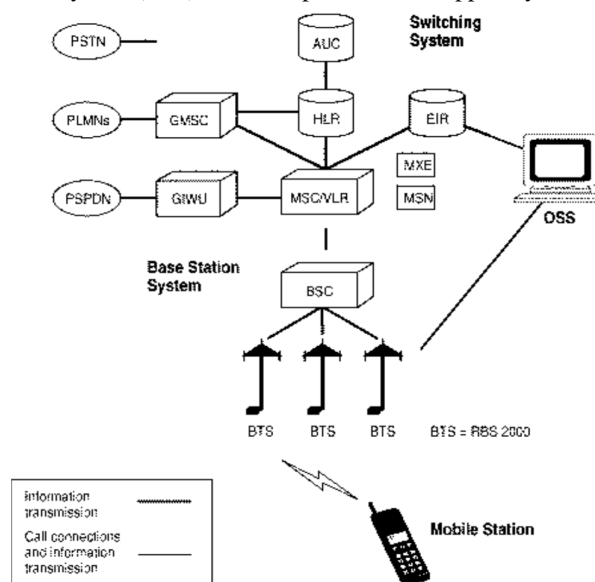 Switching
System
PSTN
AUC
PLMNs
GMSC
HLR
EIR
MXE
PSPDN
GIWU
MSC/VLR
MSN
OSS
Base Station
System
BSC
BTS
BTS
BTS
BTS = RBS 2000
Information
transmission
Call connections
and information
transmission
Mobile Station